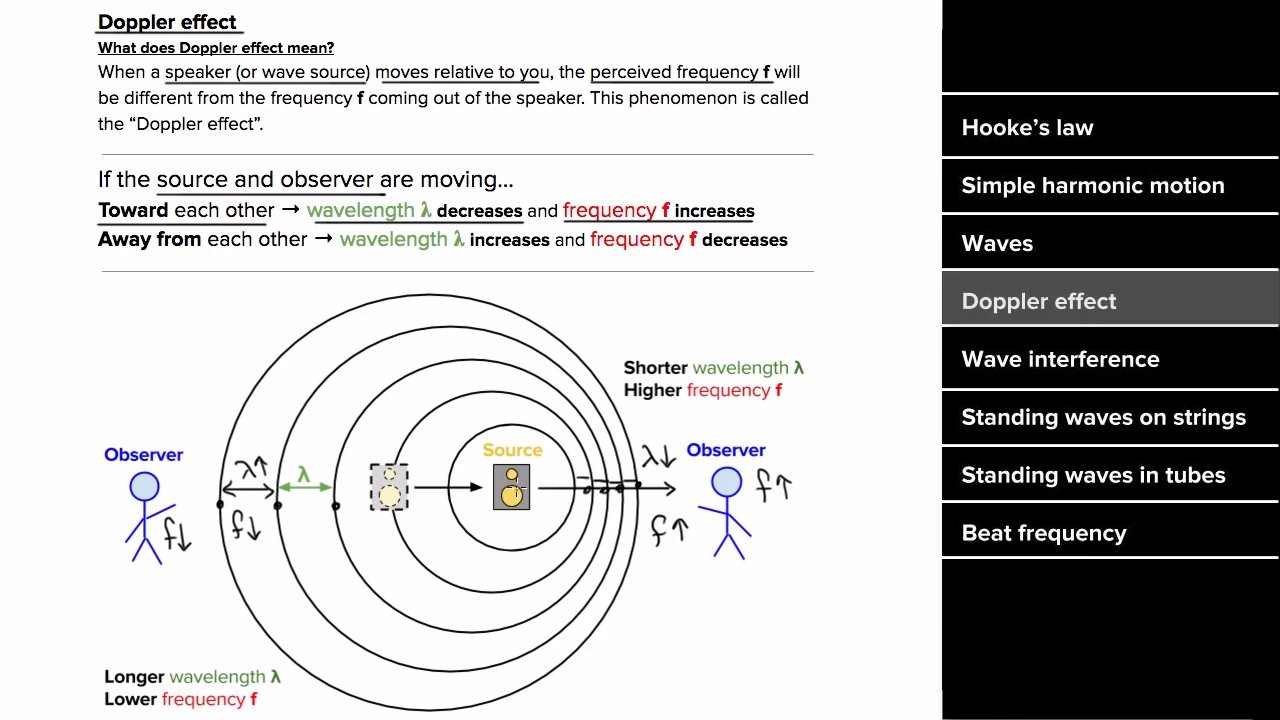 Doppler effect
What does Doppler effect mean?
When a speaker (or wave source) moves relative to you, the perceived frequency f will
be different from the frequency f coming out of the speaker. This phenomenon is called
the “Doppler effect”.
If the source and observer are moving...
Toward each other → wavelength λ decreases and frequency f increases
Away from each other → wavelength λ increases and frequency f decreases
Shorter wavelength λ
Higher frequency f
Observer
Source
Observer
λ↑
λ
λ↓
f↑
f↓
f↓
f↑
Longer wavelength λ
Lower frequency f
Hooke’s law
Simple harmonic motion
Waves
Doppler effect
Wave interference
Standing waves on strings
Standing waves in tubes
Beat frequency